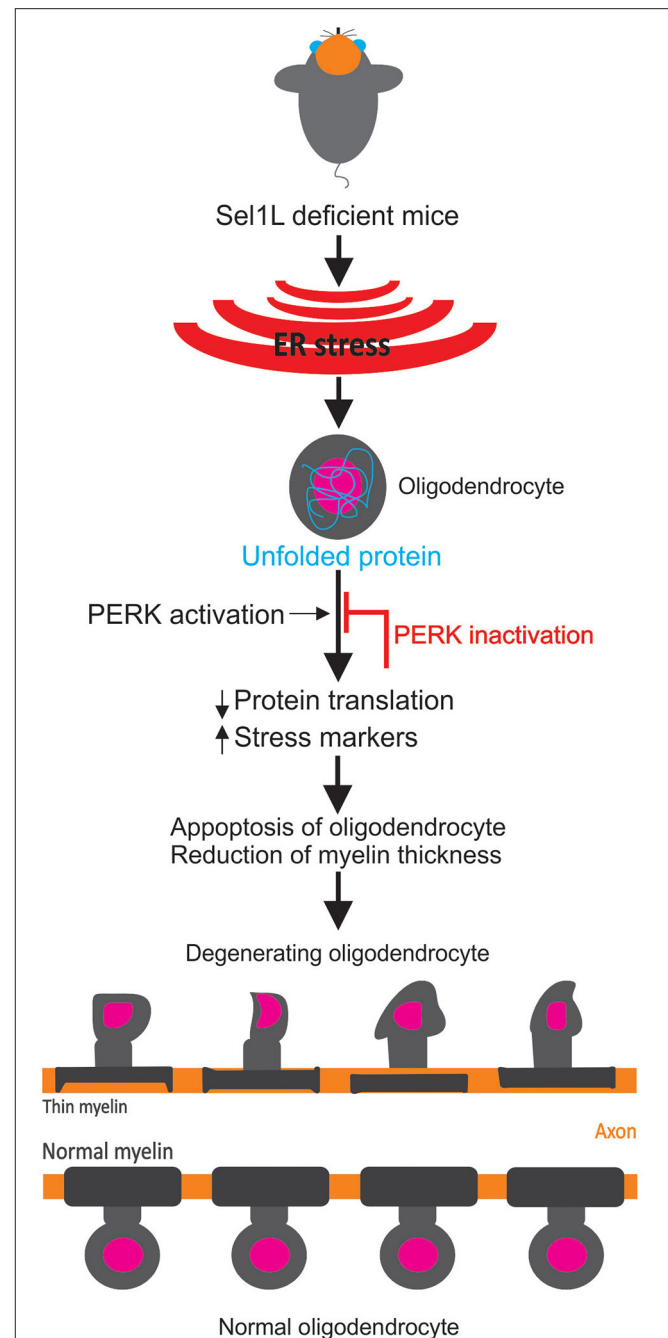 Sel1L deficient mice
ER stress
Oligodendrocyte
Unfolded protein
PERK activation
PERK inactivation
↓ Protein translation
↑ Stress markers
Appoptosis of oligodendrocyte
Reduction of myelin thickness
Degenerating oligodendrocyte
Thin myelin
Axon
Normal myelin
Normal oligodendrocyte